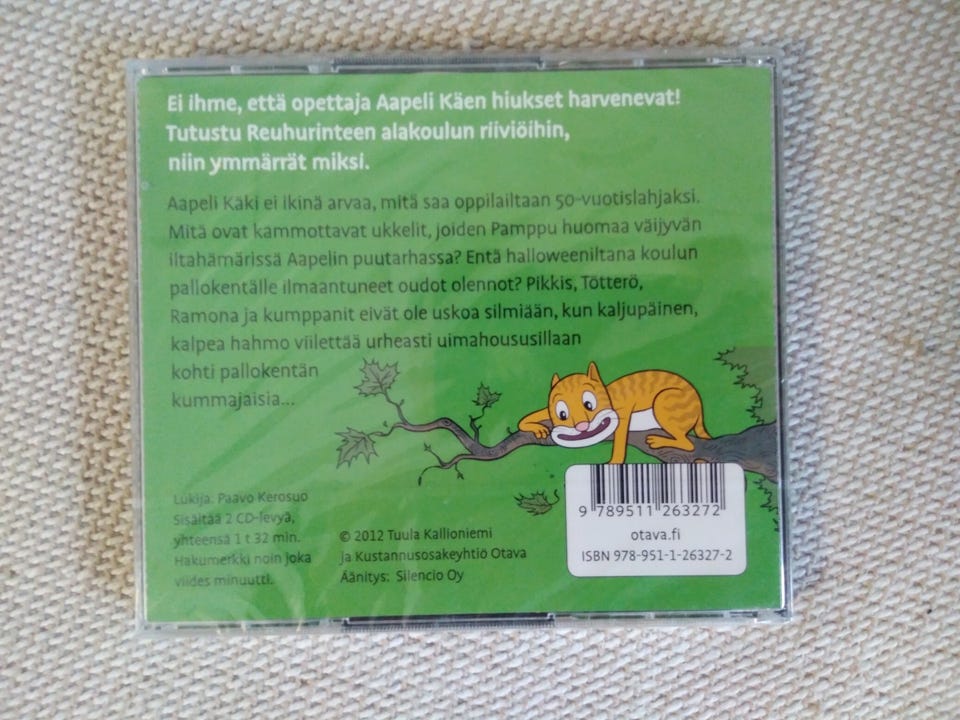 Ei ihme, että opettaja Aapeli Käen hiukset harvenevat!
Tutustu Reuhurinteen alakoulun riiviöihin,
niin ymmärrät miksi.
Aapeli Käki ei ikinä arvaa, mitä saa oppilailtaan 50-vuotislahjaksi.
Mitä ovat kammottavat ukkelit, joiden Pamppu huomaa väijyvän
iltahämärissä Aapelin puutarhassa? Entä halloweeniltana koulun
pallokentälle ilmaantuneet oudot olennot? Pikkis, Tötterö,
Ramona ja kumppanit eivät ole uskoa silmiään, kun kaljupäinen,
kalpea hahmo viilettää urheasti uimahousuillaan
kohti pallokentän
kummajaisia...
Lukija: Paavo Kerosuo
Sisältää 2 CD-levyä,
yhteensä 1 t 32 min.
Hakumerkki noin joka
viides minuutti.
© 2012 Tuula Kallioniemi
ja Kustannusosakeyhtiö Otava
Äänitys: Silencio Oy
9 789511 263272
otava.fi
ISBN 978-951-1-26327-2